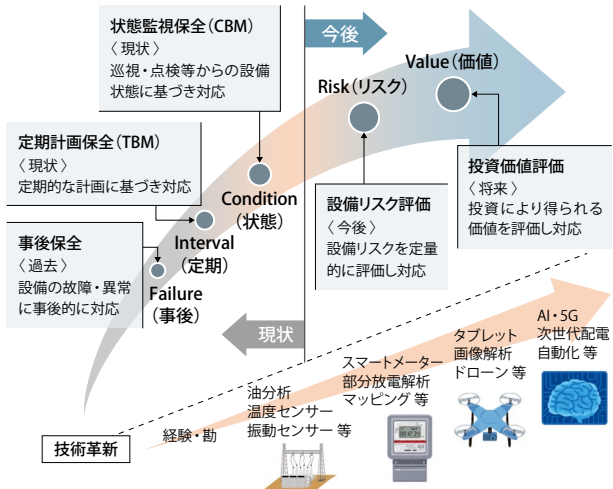 状態監視保全（CBM）
〈 現状 〉
巡視・点検等からの設備
状態に基づき対応
今後
Value（価値）
Risk（リスク）
定期計画保全（TBM）
〈 現状 〉
定期的な計画に基づき対応
Condition
（状態）
設備リスク評価
〈 今後 〉
設備リスクを定量
的に評価し対応
投資価値評価
〈 将来 〉
投資により得られる
価値を評価し対応
事後保全
〈 過去 〉
設備の故障・異常
に事後的に対応
Interval
（定期）
Failure
（事後）
現状
技術革新
経験・勘
油分析
温度センサー
振動センサー 等
スマートメーター
部分放電解析
マッピング 等
タブレット
画像解析
ドローン 等
AI・5G
次世代配電
自動化 等